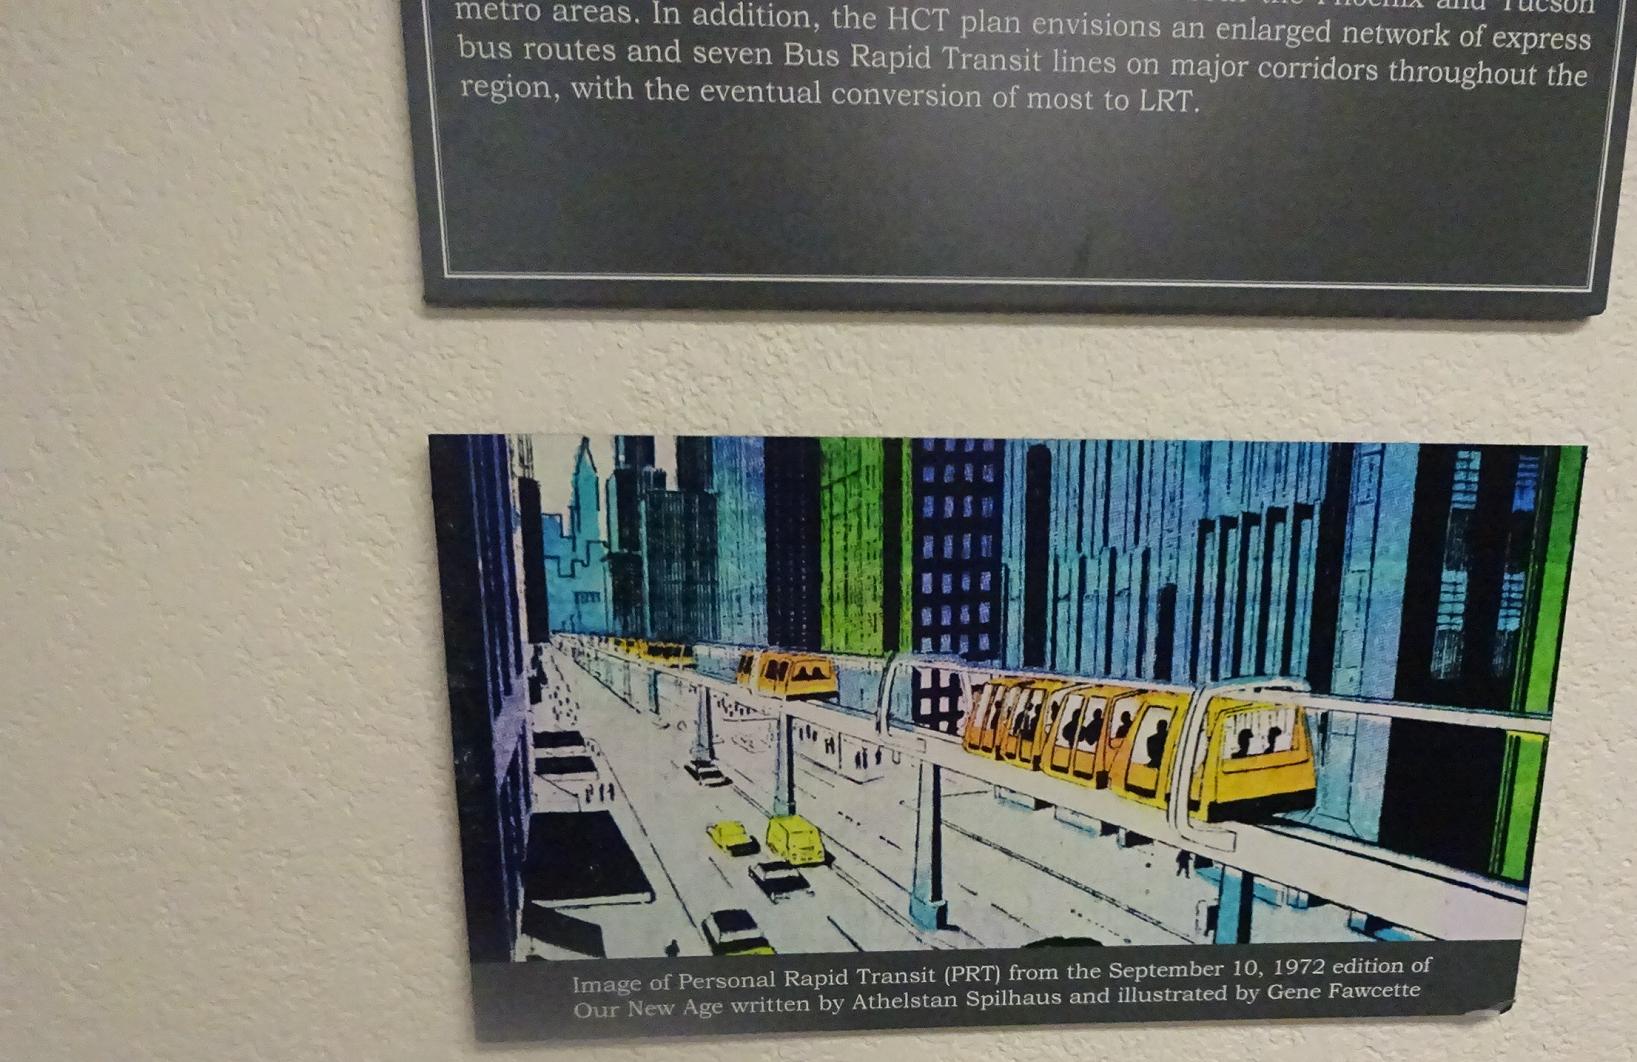 metro areas. In addition, the HCT plan envisions an enlarged network of express
bus routes and seven Bus Rapid Transit lines on major corridors throughout the
region, with the eventual conversion of most to LRT.
Image of Personal Rapid Transit (PRT) from the September 10, 1972 edition of
Our New Age written by Athelstan Spilhaus and illustrated by Gene Fawcette